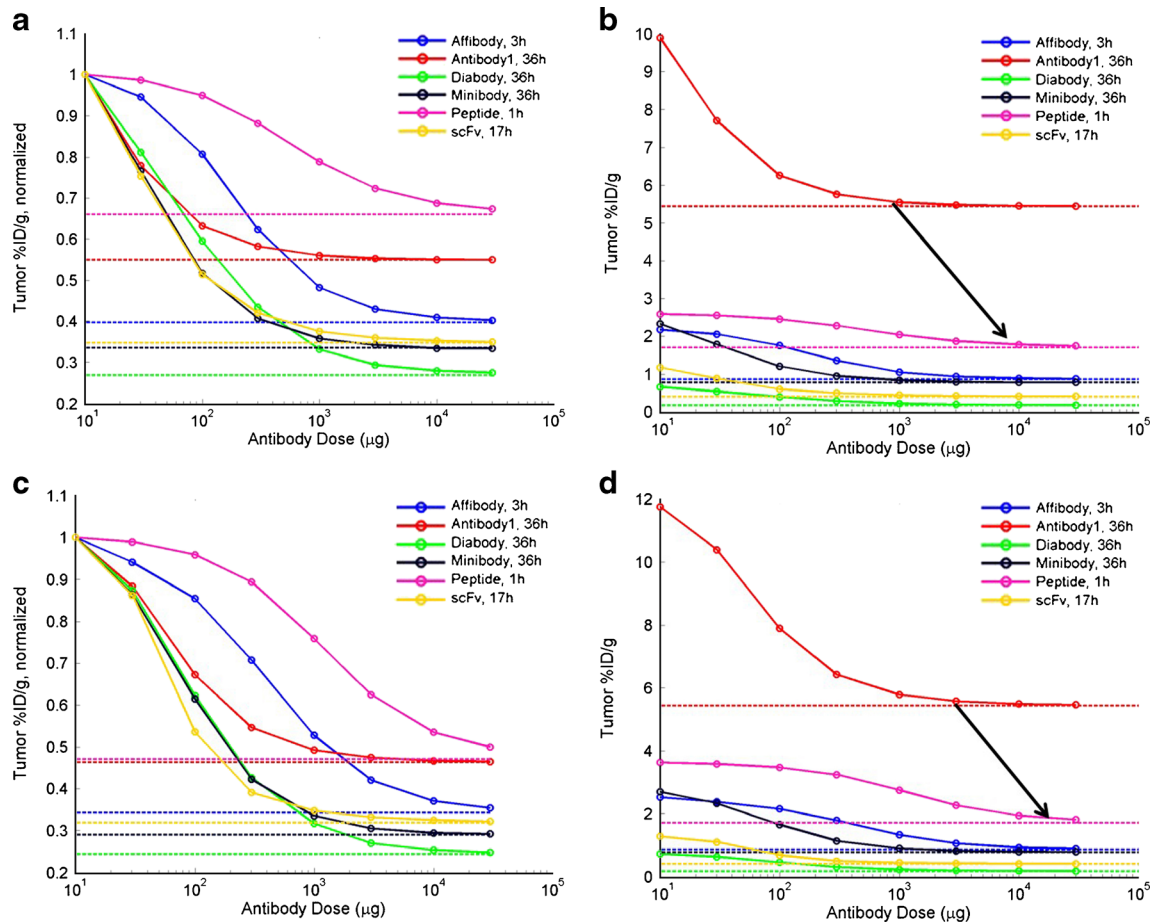 a
1.1
1
0.9
0.8
0.7
0.6
0.5
0.4
0.3
0.2
Tumor %ID/g, normalized
10^1
10^2
10^3
10^4
10^5
Antibody Dose (μg)
Affibody, 3h
Antibody1, 36h
Diabody, 36h
Minibody, 36h
Peptide, 1h
scFv, 17h
b
10
9
8
7
6
5
4
3
2
1
0
Tumor %ID/g
10^1
10^2
10^3
10^4
10^5
Antibody Dose (μg)
Affibody, 3h
Antibody1, 36h
Diabody, 36h
Minibody, 36h
Peptide, 1h
scFv, 17h
c
1.1
1
0.9
0.8
0.7
0.6
0.5
0.4
0.3
0.2
Tumor %ID/g, normalized
10^1
10^2
10^3
10^4
10^5
Antibody Dose (μg)
Affibody, 3h
Antibody1, 36h
Diabody, 36h
Minibody, 36h
Peptide, 1h
scFv, 17h
d
12
10
8
6
4
2
0
Tumor %ID/g
10^1
10^2
10^3
10^4
10^5
Antibody Dose (μg)
Affibody, 3h
Antibody1, 36h
Diabody, 36h
Minibody, 36h
Peptide, 1h
scFv, 17h